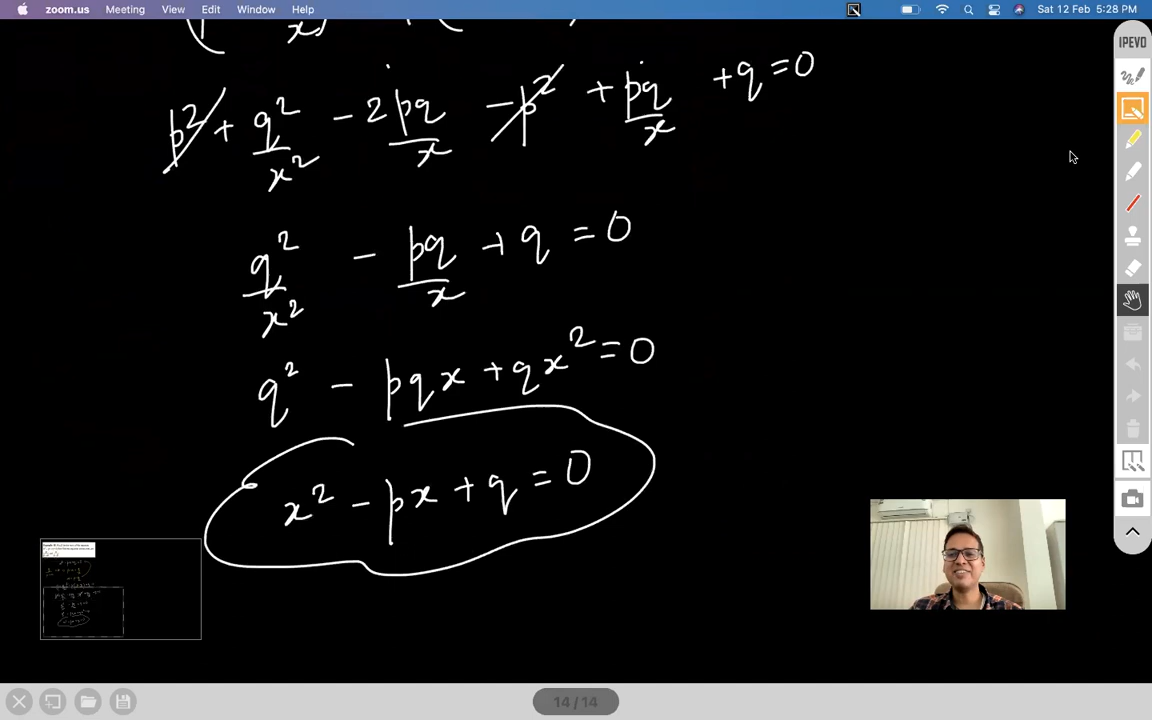 zoom.us Meeting View Edit Window Help Sat 12 Feb 5:28 PM
IPEVO
p² + q²/x² - 2pq/x - p² + pq/x + q = 0
q²/x² - pq/x + q = 0
q² - pqx + qx² = 0
x² - px + q = 0
14 / 14